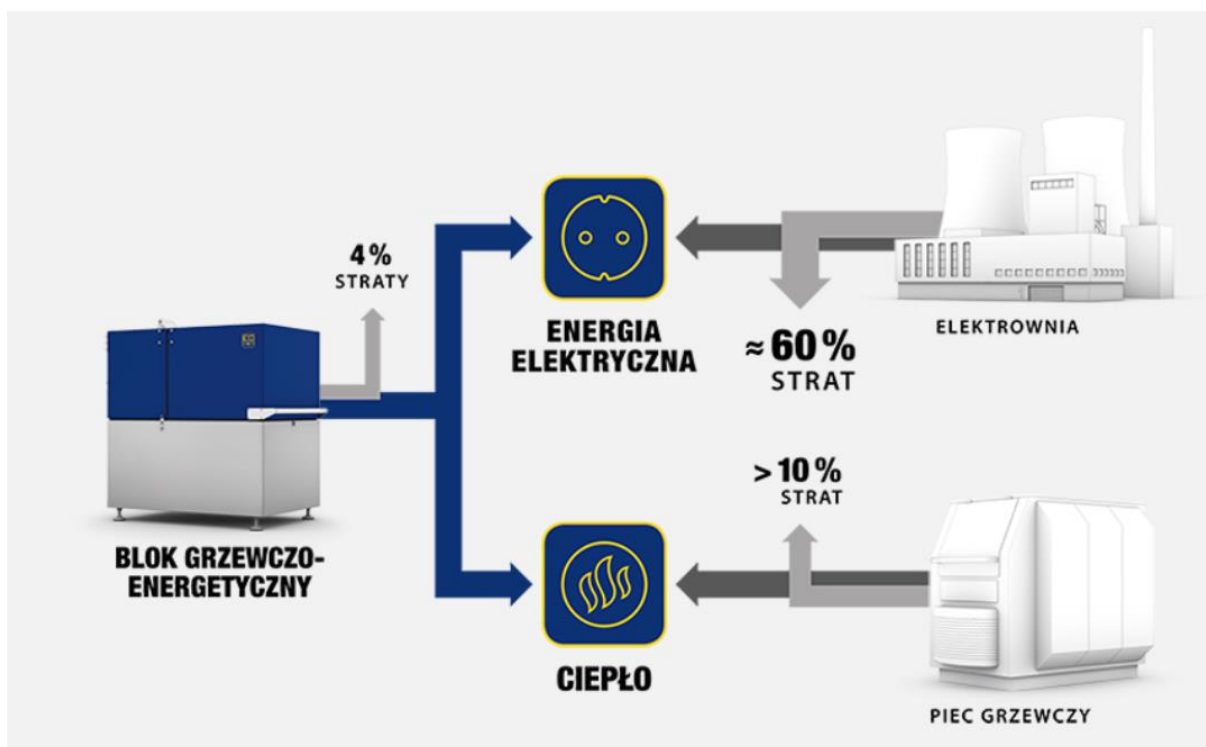 4%
STRATY
BLOK GRZEWCZO-
ENERGETYCZNY
ENERGIA
ELEKTRYCZNA
≈ 60%
STRAT
ELEKTROWNIA
> 10%
STRAT
CIEPŁO
PIEC GRZEWCZY